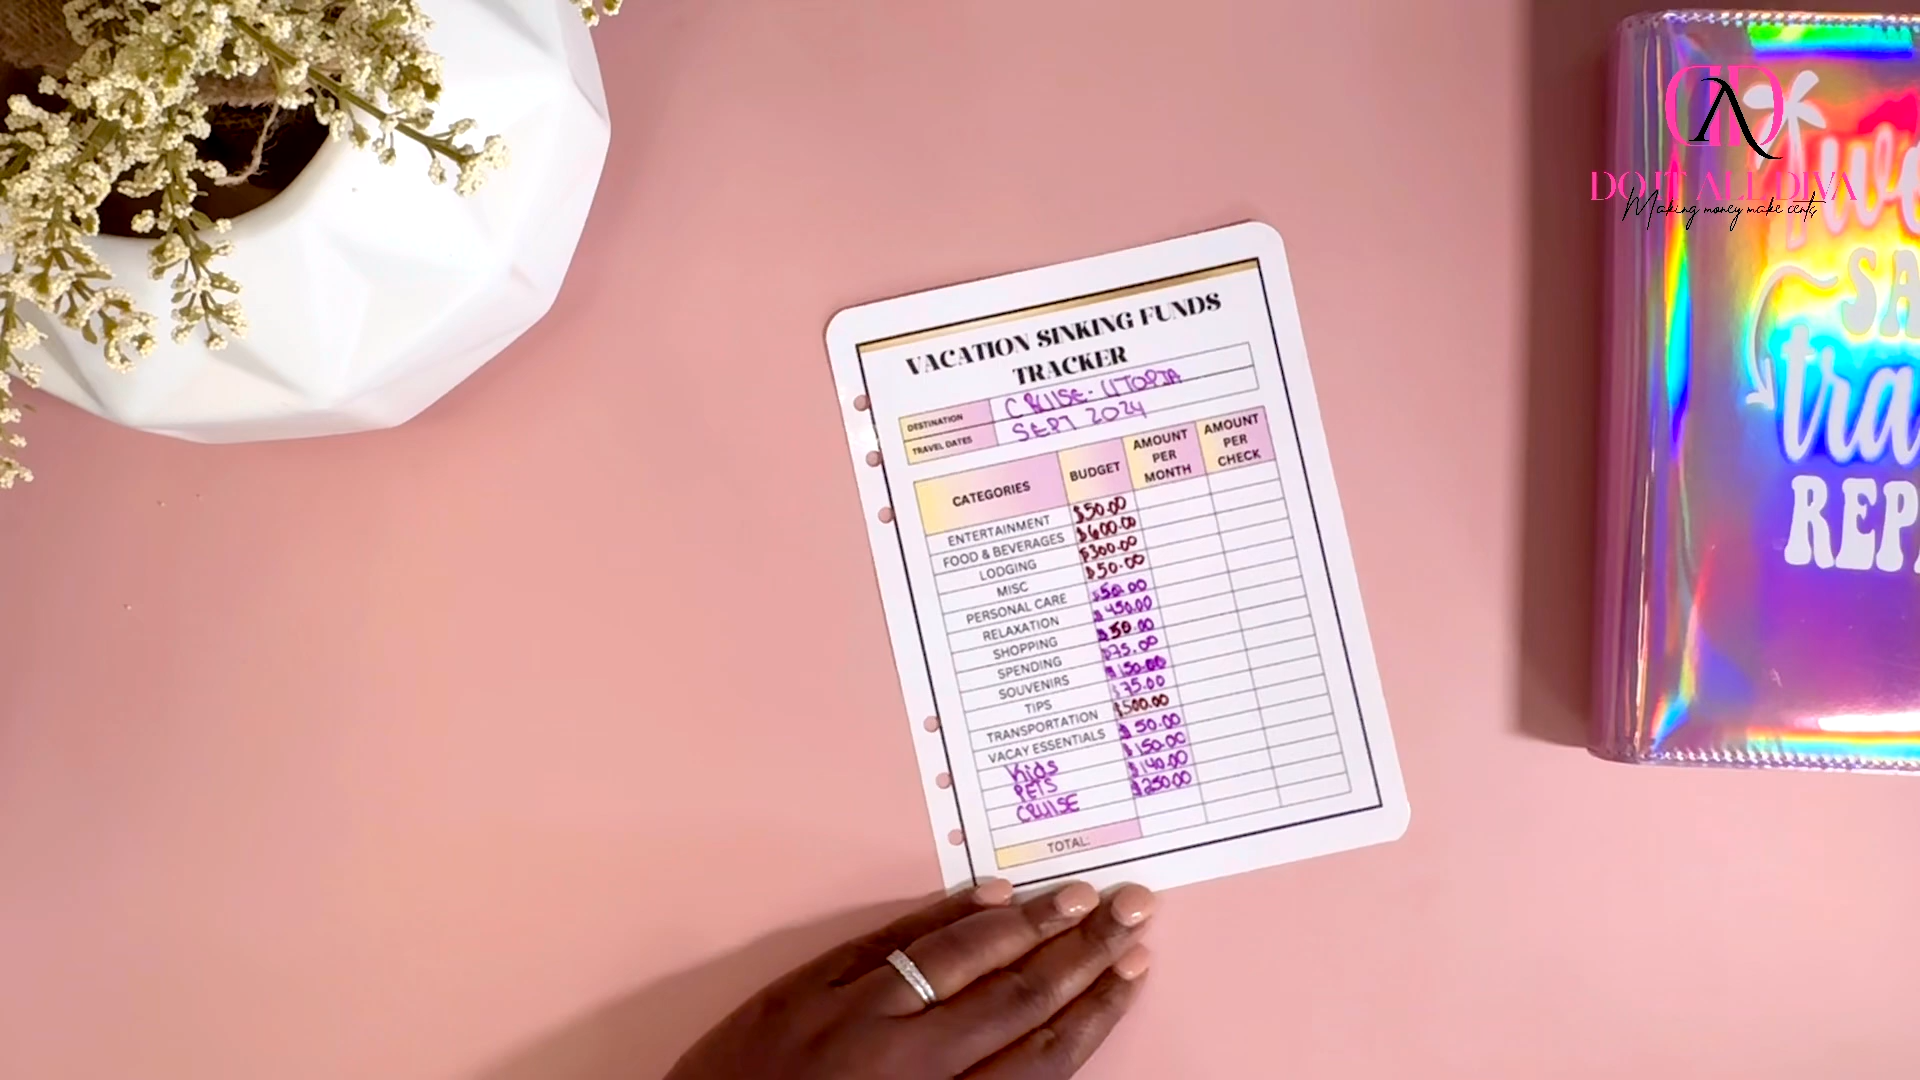 DO IT ALL DIVA
Making money make cents
VACATION SINKING FUNDS
TRACKER
DESTINATION CRUISE-UTOPIA
TRAVEL DATES SEPT 2024
CATEGORIES BUDGET AMOUNT PER MONTH AMOUNT PER CHECK
ENTERTAINMENT $50.00
FOOD & BEVERAGES $600.00
LODGING $300.00
MISC $50.00
PERSONAL CARE $50.00
RELAXATION $450.00
SHOPPING $50.00
SPENDING $75.00
SOUVENIRS $150.00
TIPS $75.00
TRANSPORTATION $500.00
VACAY ESSENTIALS $50.00
Kids $150.00
PETS $140.00
CRUISE $250.00
TOTAL:
SA
tra
REP